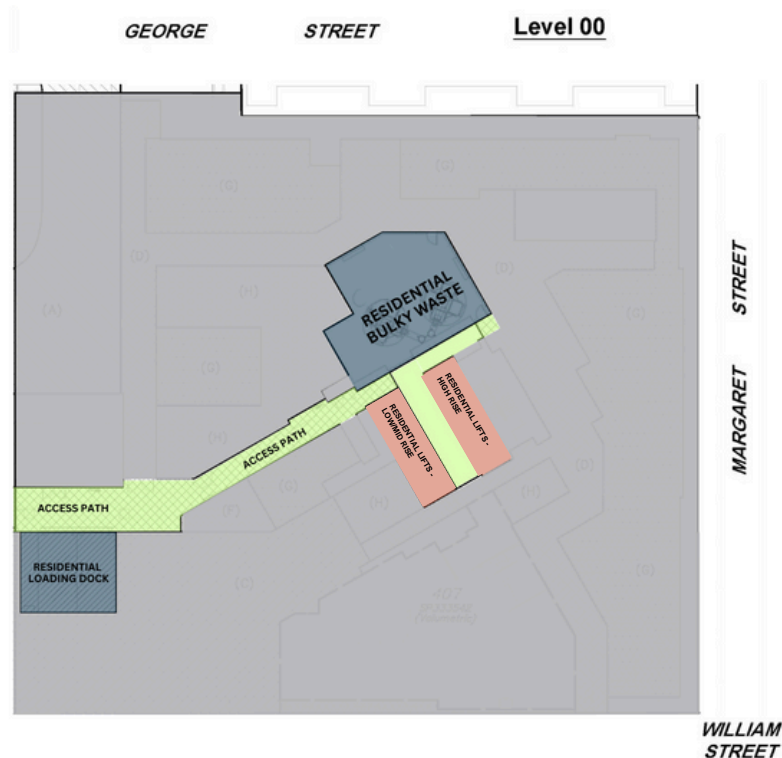 GEORGE STREET
Level 00
(G)
(G)
(D)
(D)
(A)
(H)
(G)
RESIDENTIAL
BULKY WASTE
STREET
MARGARET
(G)
RESIDENTIAL LIFTS -
HIGH RISE
RESIDENTIAL LIFTS -
LOW/MID RISE
(H)
ACCESS PATH
(G)
(H)
(H)
(D)
(F)
ACCESS PATH
RESIDENTIAL
LOADING DOCK
(C)
(G)
407
WILLIAM
STREET